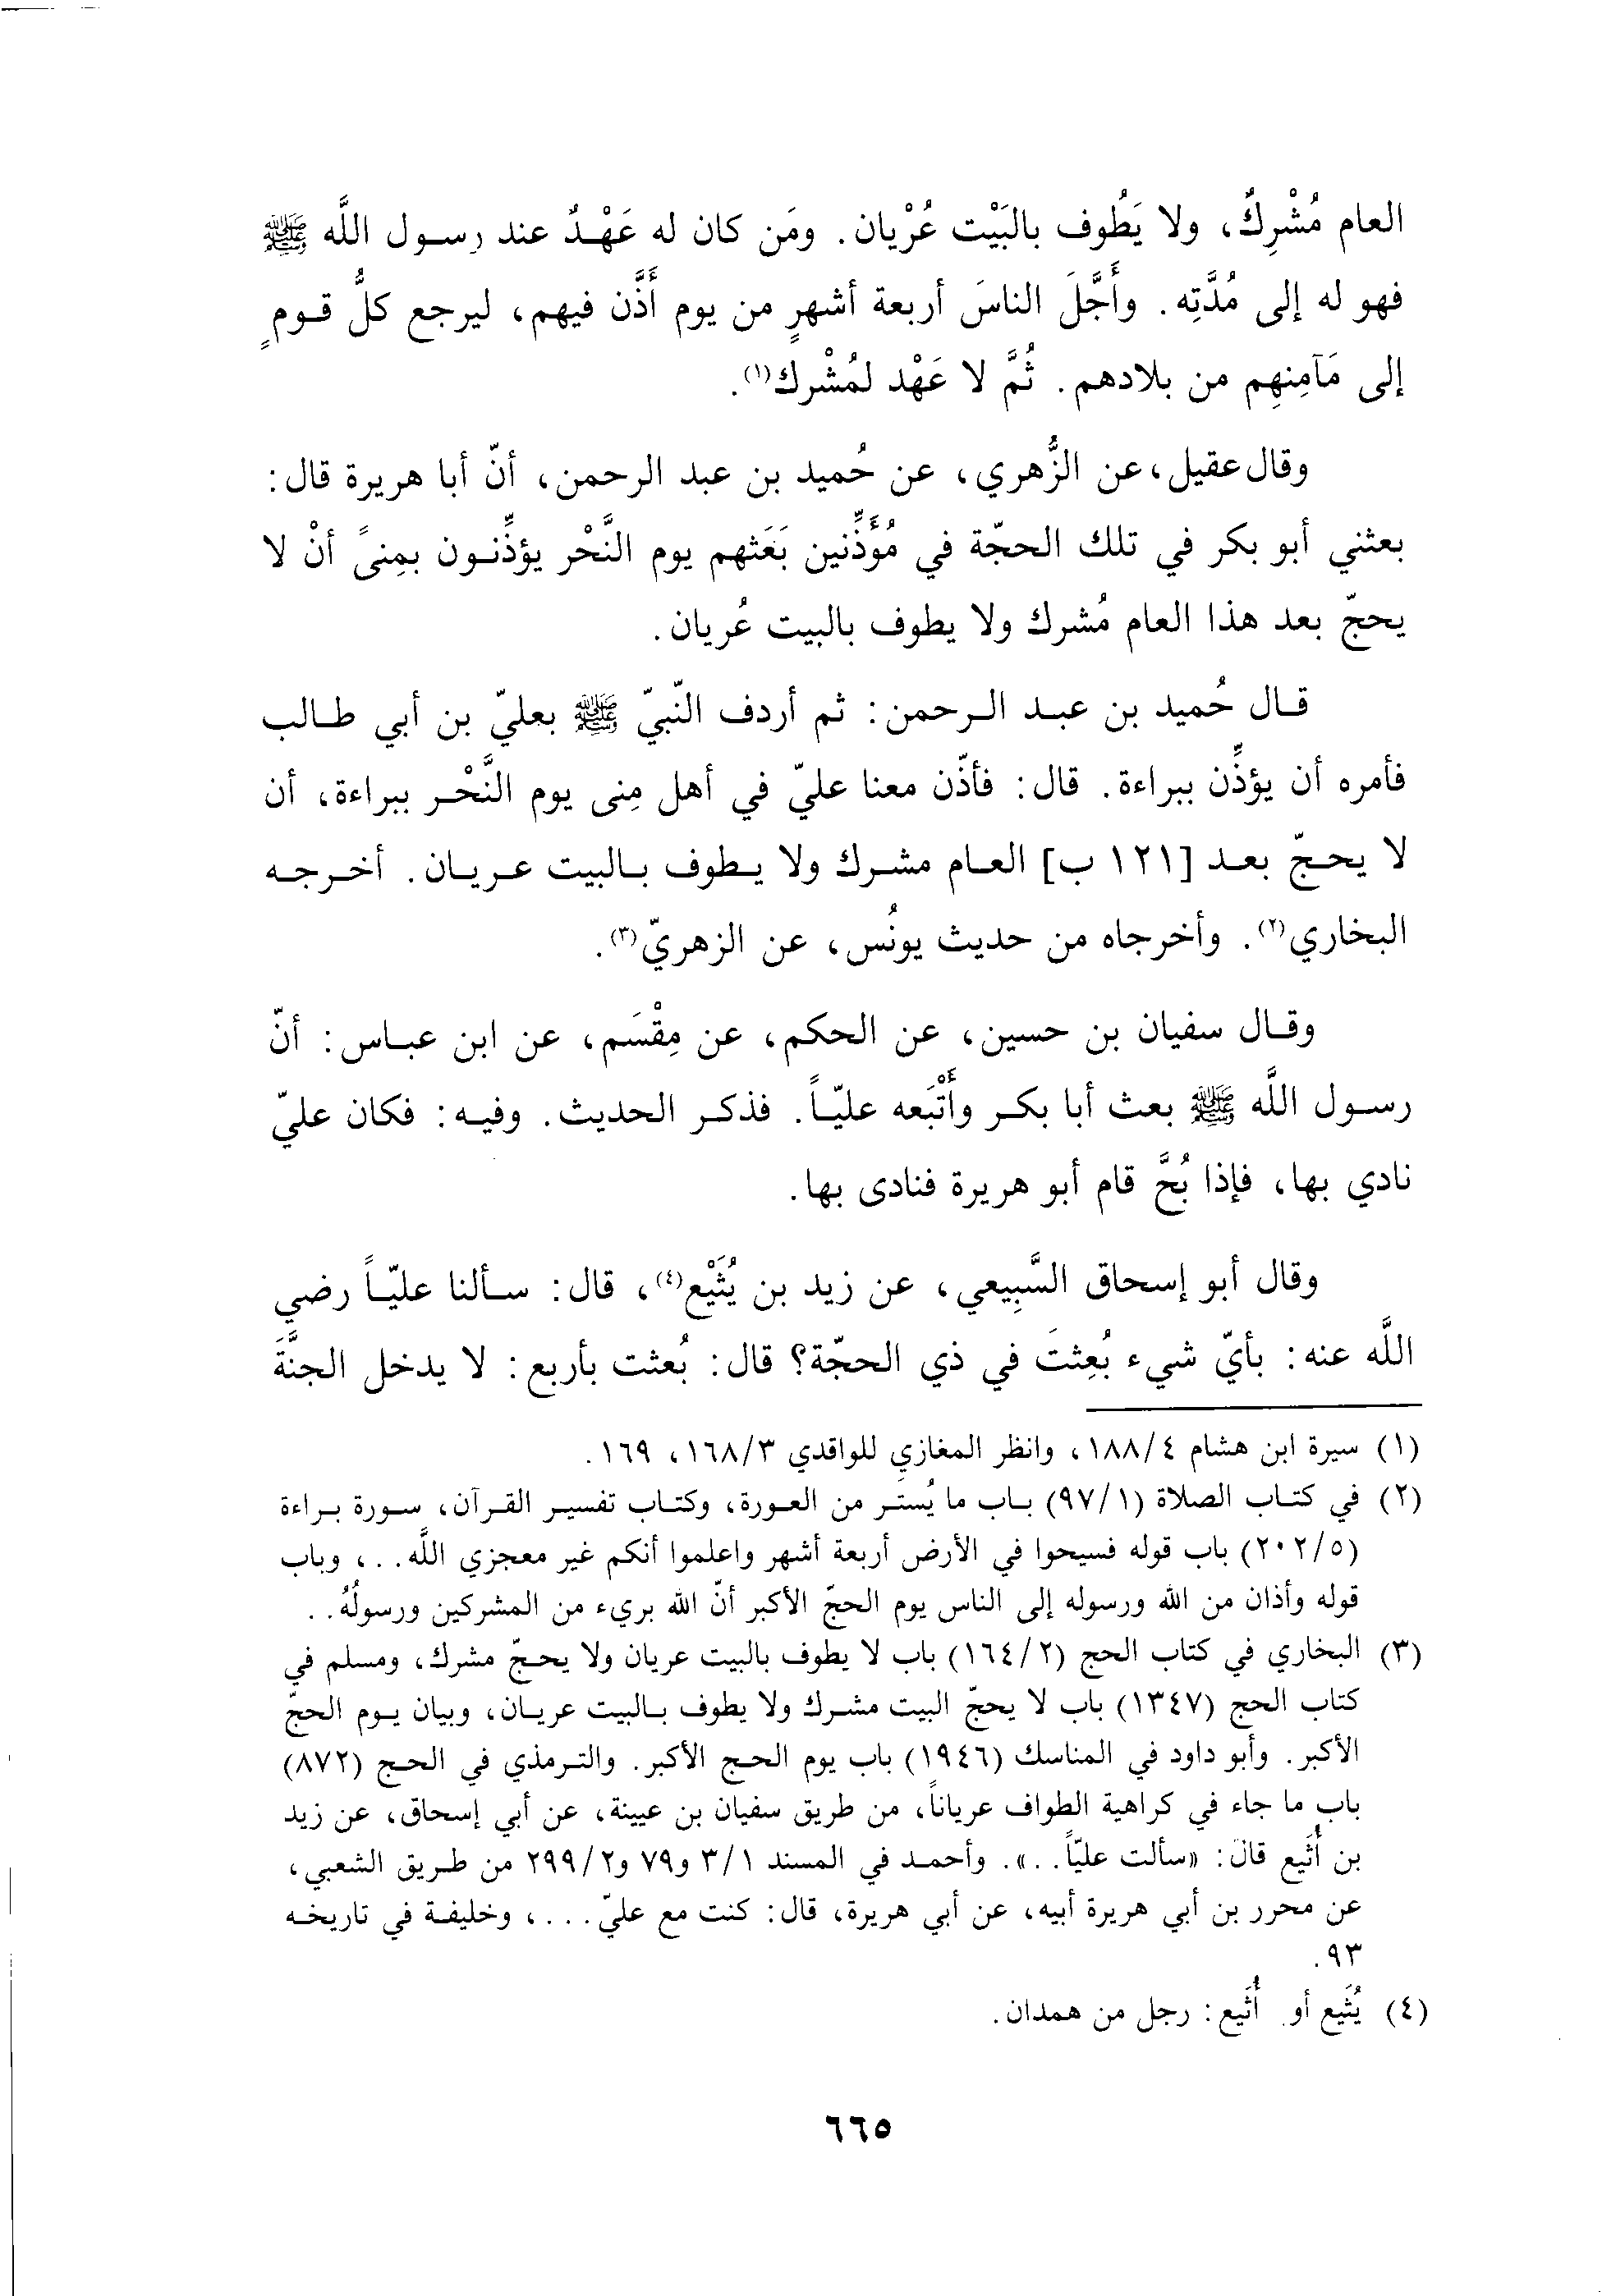 العام مُشْرِكٌ، ولا يَطُوف بالبَيْت عُرْيان. ومَن كان له عَهْدٌ عند رسول اللَّه ﷺ
فهو له إلى مُدَّتِه. وأَجَّلَ الناسَ أربعة أشهرٍ من يوم أَذَّن فيهم، ليرجع كلُّ قومٍ
إلى مَآمِنهِم من بلادهم. ثُمَّ لا عَهْد لمُشْرك(١).
وقال عقيل، عن الزُّهري، عن حُميد بن عبد الرحمن، أنّ أبا هريرة قال:
بعثني أبو بكر في تلك الحجّة في مُؤَذِّنين بَعَثهم يوم النَّحْر يؤذِّنون بمِنىً أنْ لا
يحجّ بعد هذا العام مُشرك ولا يطوف بالبيت عُريان.
قال حُميد بن عبد الرحمن: ثم أردف النّبيّ ﷺ بعليّ بن أبي طالب
فأمره أن يؤذِّن ببراءة. قال: فأذّن معنا عليّ في أهل مِنى يوم النَّحْر ببراءة، أن
لا يحجّ بعد [١٢١ ب] العام مشرك ولا يطوف بالبيت عريان. أخرجه
البخاري(٢). وأخرجاه من حديث يونُس، عن الزهريّ(٣).
وقال سفيان بن حسين، عن الحكم، عن مِقْسَم، عن ابن عباس: أنّ
رسول اللَّه ﷺ بعث أبا بكر وأَتْبَعه عليّاً. فذكر الحديث. وفيه: فكان عليّ
نادي بها، فإذا بُحَّ قام أبو هريرة فنادى بها.
وقال أبو إسحاق السَّبِيعي، عن زيد بن يُثَيْع(٤)، قال: سألنا عليّاً رضي
اللَّه عنه: بأيّ شيء بُعِثتَ في ذي الحجّة؟ قال: بُعثت بأربع: لا يدخل الجنَّةَ
(١) سيرة ابن هشام ١٨٨/٤، وانظر المغازي للواقدي ١٦٨/٣، ١٦٩.
(٢) في كتاب الصلاة (٩٧/١) باب ما يُستَر من العورة، وكتاب تفسير القرآن، سورة براءة
(٢٠٢/٥) باب قوله فسيحوا في الأرض أربعة أشهر واعلموا أنكم غير معجزي اللَّه..، وباب
قوله وأذان من الله ورسوله إلى الناس يوم الحجّ الأكبر أنّ الله بريء من المشركين ورسولُهُ..
(٣) البخاري في كتاب الحج (١٦٤/٢) باب لا يطوف بالبيت عريان ولا يحجّ مشرك، ومسلم في
كتاب الحج (١٣٤٧) باب لا يحجّ البيت مشرك ولا يطوف بالبيت عريان، وبيان يوم الحجّ
الأكبر. وأبو داود في المناسك (١٩٤٦) باب يوم الحج الأكبر. والترمذي في الحج (٨٧٢)
باب ما جاء في كراهية الطواف عرياناً، من طريق سفيان بن عيينة، عن أبي إسحاق، عن زيد
بن أُثَيع قال: «سألت عليّاً..». وأحمد في المسند ٣/١ و٧٩ و٢٩٩/٢ من طريق الشعبي،
عن محرر بن أبي هريرة أبيه، عن أبي هريرة، قال: كنت مع عليّ...، وخليفة في تاريخه
٩٣.
(٤) يُثَيع أو أُثَيع: رجل من همدان.
٦٦٥